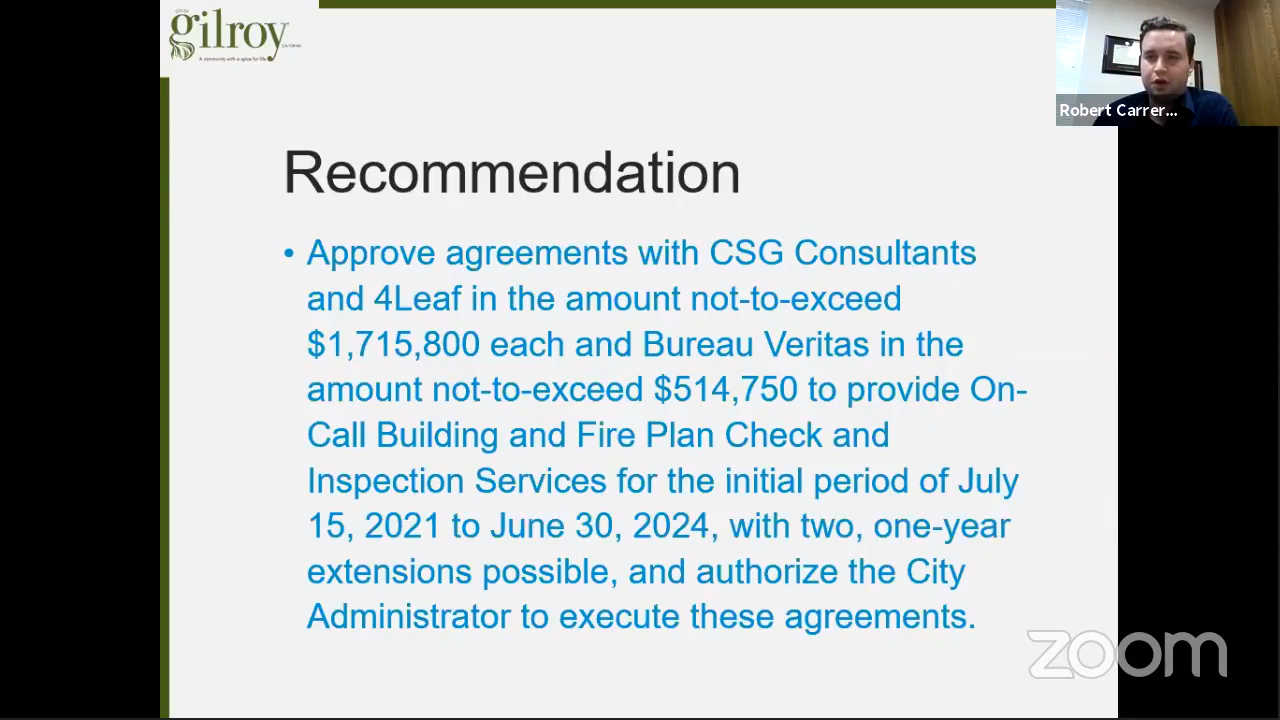 gilroy
A community with a spice for life
Robert Carrer...
Recommendation
• Approve agreements with CSG Consultants
and 4Leaf in the amount not-to-exceed
$1,715,800 each and Bureau Veritas in the
amount not-to-exceed $514,750 to provide On-
Call Building and Fire Plan Check and
Inspection Services for the initial period of July
15, 2021 to June 30, 2024, with two, one-year
extensions possible, and authorize the City
Administrator to execute these agreements.
zoom